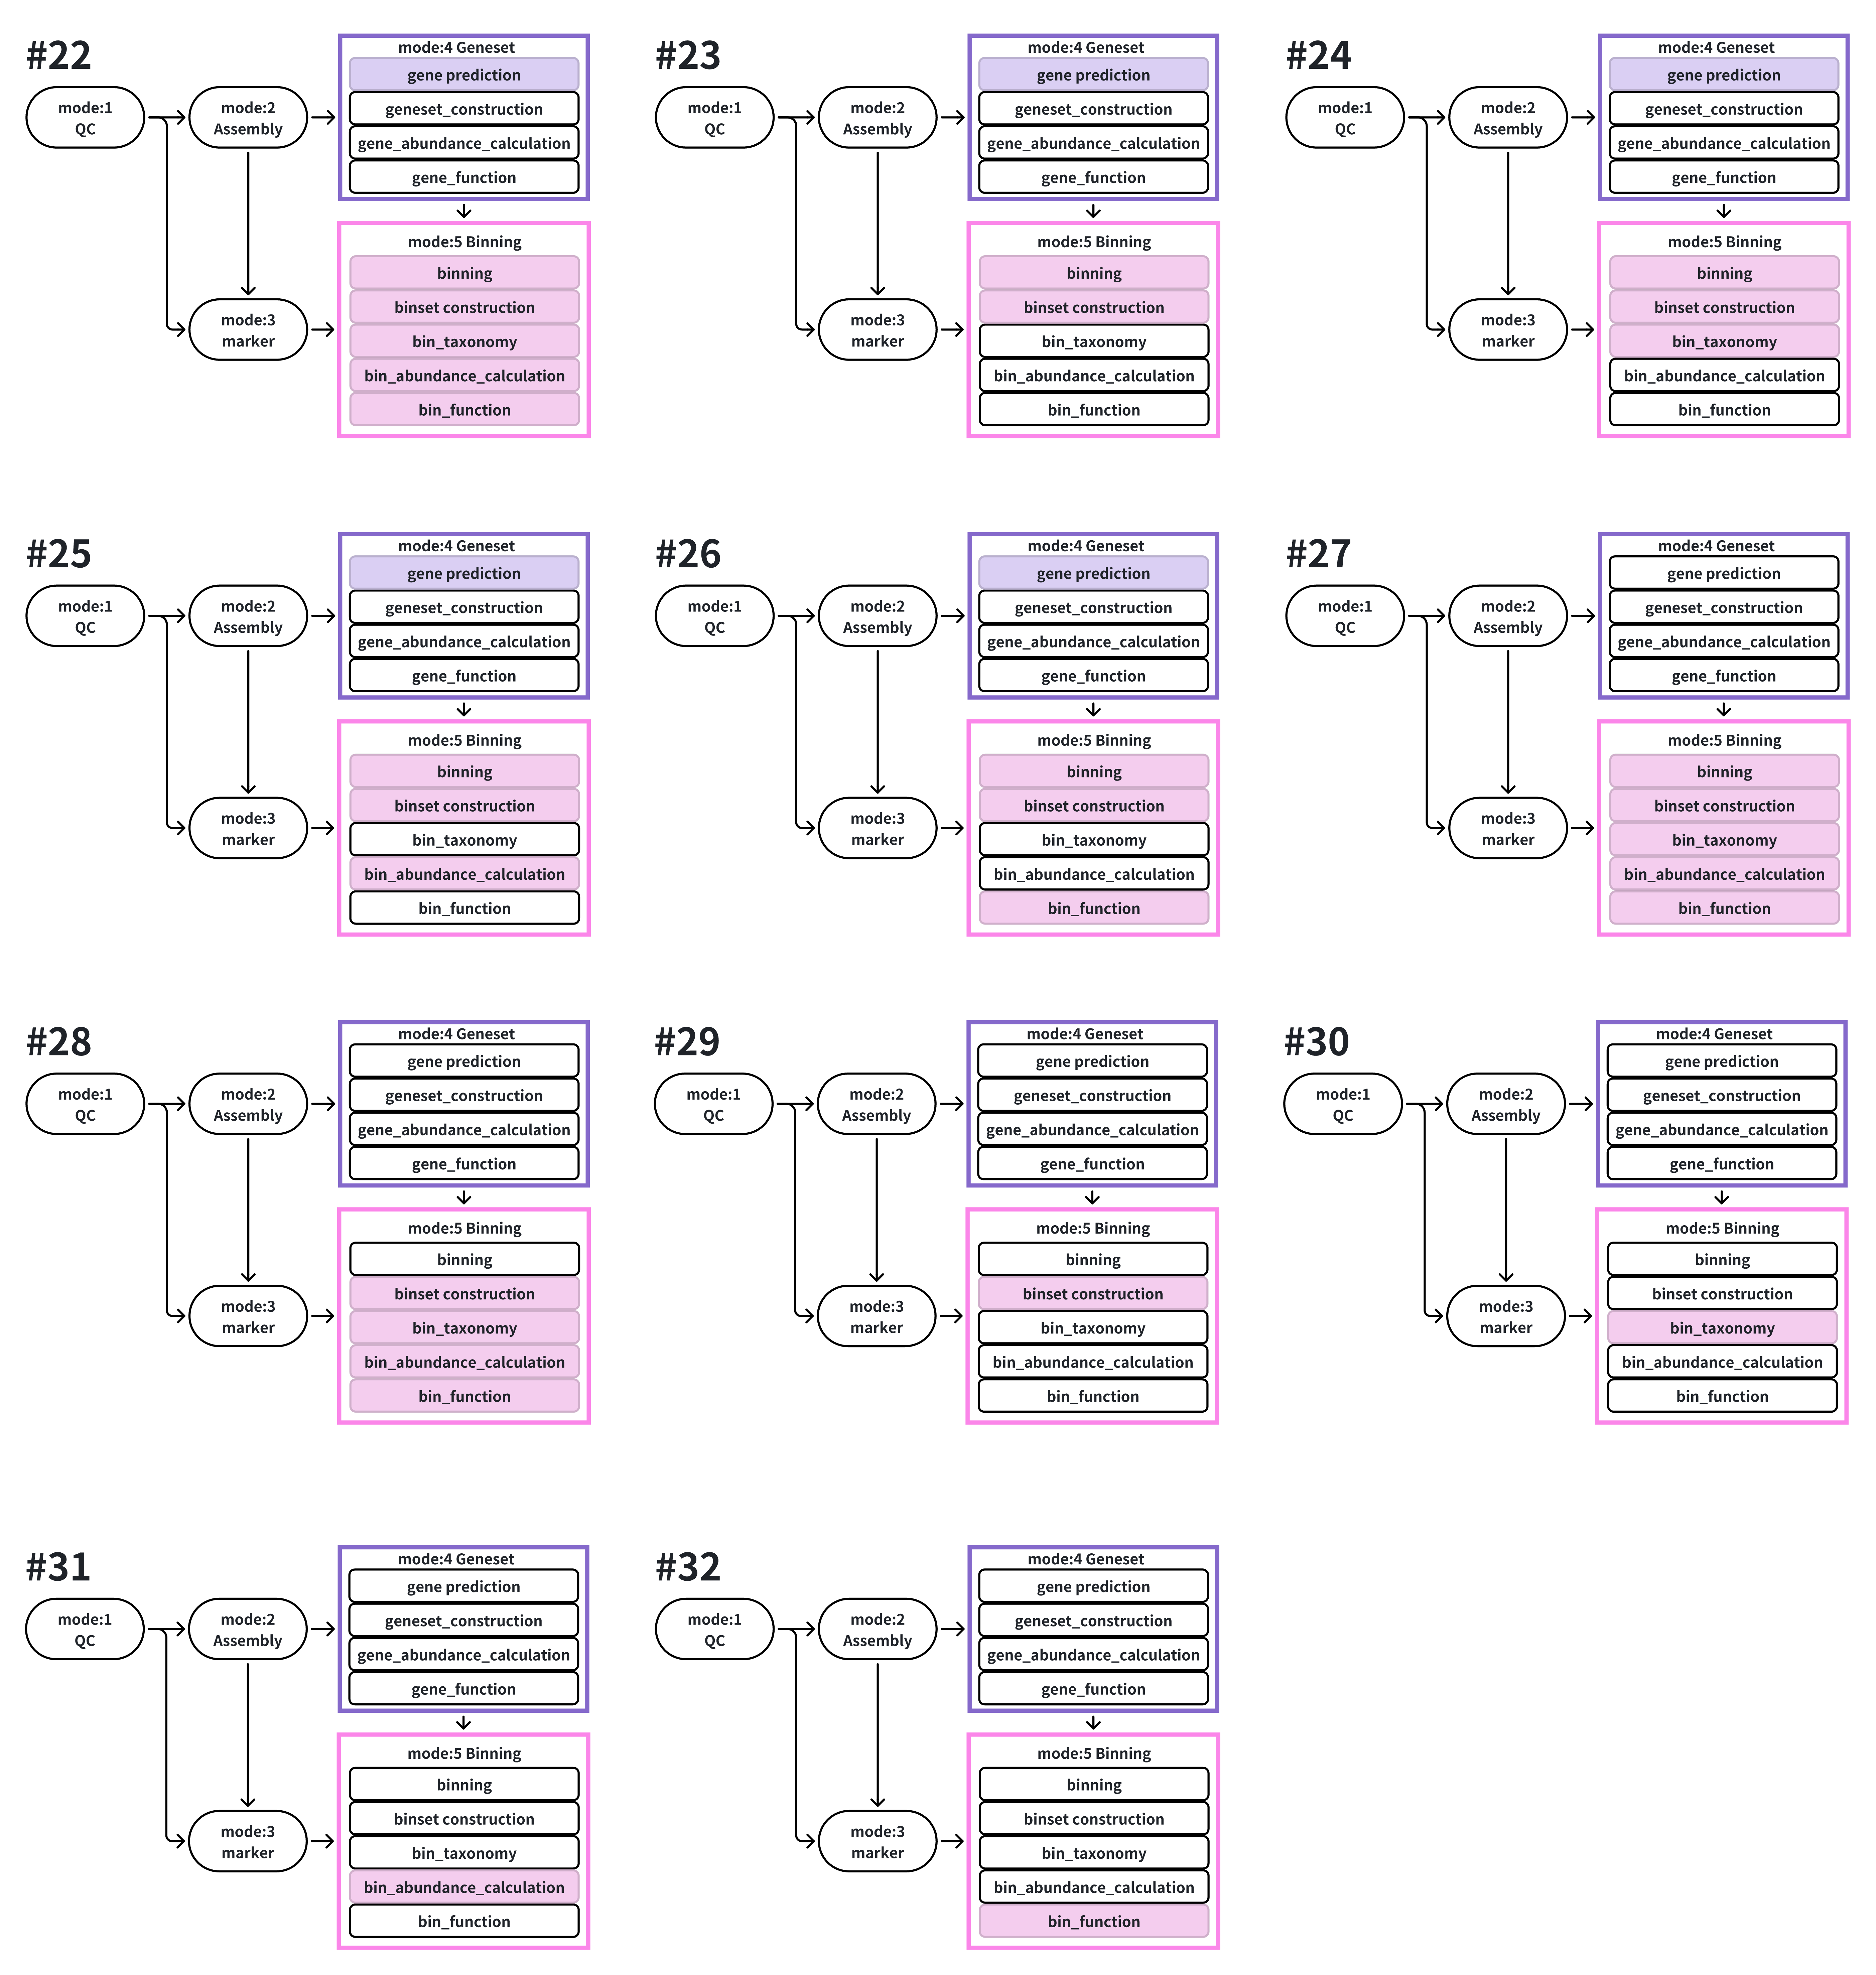 #22
mode:1
QC
mode:2
Assembly
mode:3
marker
mode:4 Geneset
gene prediction
geneset_construction
gene_abundance_calculation
gene_function
mode:5 Binning
binning
binset construction
bin_taxonomy
bin_abundance_calculation
bin_function
#23
mode:1
QC
mode:2
Assembly
mode:3
marker
mode:4 Geneset
gene prediction
geneset_construction
gene_abundance_calculation
gene_function
mode:5 Binning
binning
binset construction
bin_taxonomy
bin_abundance_calculation
bin_function
#24
mode:1
QC
mode:2
Assembly
mode:3
marker
mode:4 Geneset
gene prediction
geneset_construction
gene_abundance_calculation
gene_function
mode:5 Binning
binning
binset construction
bin_taxonomy
bin_abundance_calculation
bin_function
#25
mode:1
QC
mode:2
Assembly
mode:3
marker
mode:4 Geneset
gene prediction
geneset_construction
gene_abundance_calculation
gene_function
mode:5 Binning
binning
binset construction
bin_taxonomy
bin_abundance_calculation
bin_function
#26
mode:1
QC
mode:2
Assembly
mode:3
marker
mode:4 Geneset
gene prediction
geneset_construction
gene_abundance_calculation
gene_function
mode:5 Binning
binning
binset construction
bin_taxonomy
bin_abundance_calculation
bin_function
#27
mode:1
QC
mode:2
Assembly
mode:3
marker
mode:4 Geneset
gene prediction
geneset_construction
gene_abundance_calculation
gene_function
mode:5 Binning
binning
binset construction
bin_taxonomy
bin_abundance_calculation
bin_function
#28
mode:1
QC
mode:2
Assembly
mode:3
marker
mode:4 Geneset
gene prediction
geneset_construction
gene_abundance_calculation
gene_function
mode:5 Binning
binning
binset construction
bin_taxonomy
bin_abundance_calculation
bin_function
#29
mode:1
QC
mode:2
Assembly
mode:3
marker
mode:4 Geneset
gene prediction
geneset_construction
gene_abundance_calculation
gene_function
mode:5 Binning
binning
binset construction
bin_taxonomy
bin_abundance_calculation
bin_function
#30
mode:1
QC
mode:2
Assembly
mode:3
marker
mode:4 Geneset
gene prediction
geneset_construction
gene_abundance_calculation
gene_function
mode:5 Binning
binning
binset construction
bin_taxonomy
bin_abundance_calculation
bin_function
#31
mode:1
QC
mode:2
Assembly
mode:3
marker
mode:4 Geneset
gene prediction
geneset_construction
gene_abundance_calculation
gene_function
mode:5 Binning
binning
binset construction
bin_taxonomy
bin_abundance_calculation
bin_function
#32
mode:1
QC
mode:2
Assembly
mode:3
marker
mode:4 Geneset
gene prediction
geneset_construction
gene_abundance_calculation
gene_function
mode:5 Binning
binning
binset construction
bin_taxonomy
bin_abundance_calculation
bin_function